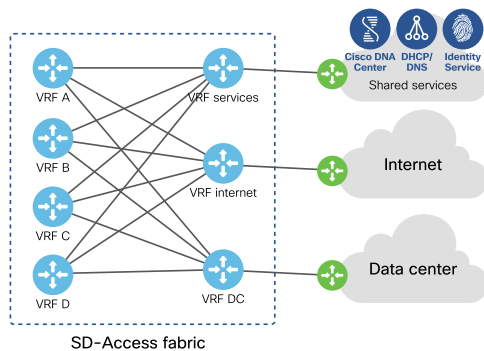 Cisco DNA
Center
DHCP/
DNS
Identity
Service
Shared services
VRF A
VRF services
VRF B
Internet
VRF internet
VRF C
Data center
VRF D
VRF DC
SD-Access fabric